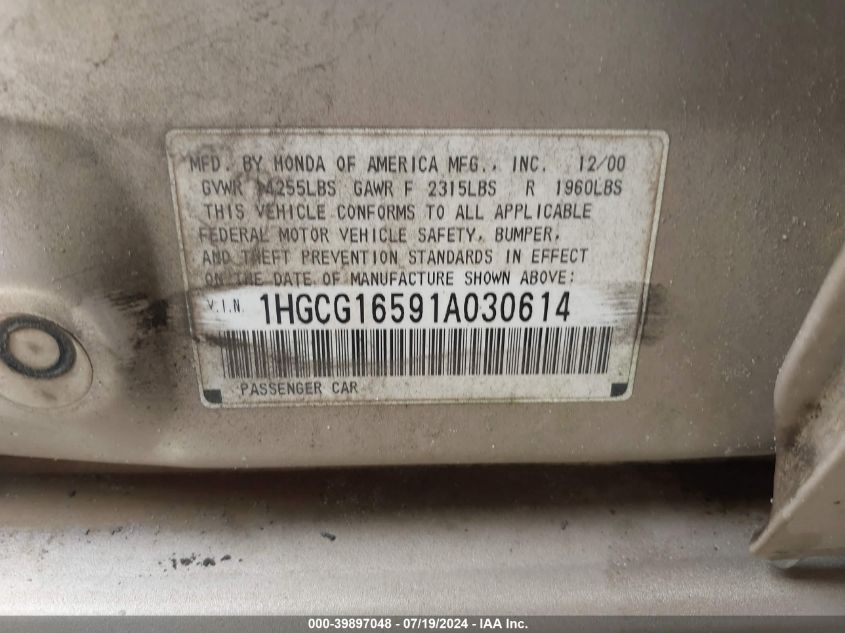 MFD. BY HONDA OF AMERICA MFG., INC. 12/00
GVWR 4255LBS GAWR F 2315LBS R 1960LBS
THIS VEHICLE CONFORMS TO ALL APPLICABLE
FEDERAL MOTOR VEHICLE SAFETY, BUMPER,
AND THEFT PREVENTION STANDARDS IN EFFECT
ON THE DATE OF MANUFACTURE SHOWN ABOVE:
V.I.N. 1HGCG16591A030614
PASSENGER CAR
000-39897048 - 07/19/2024 - IAA Inc.